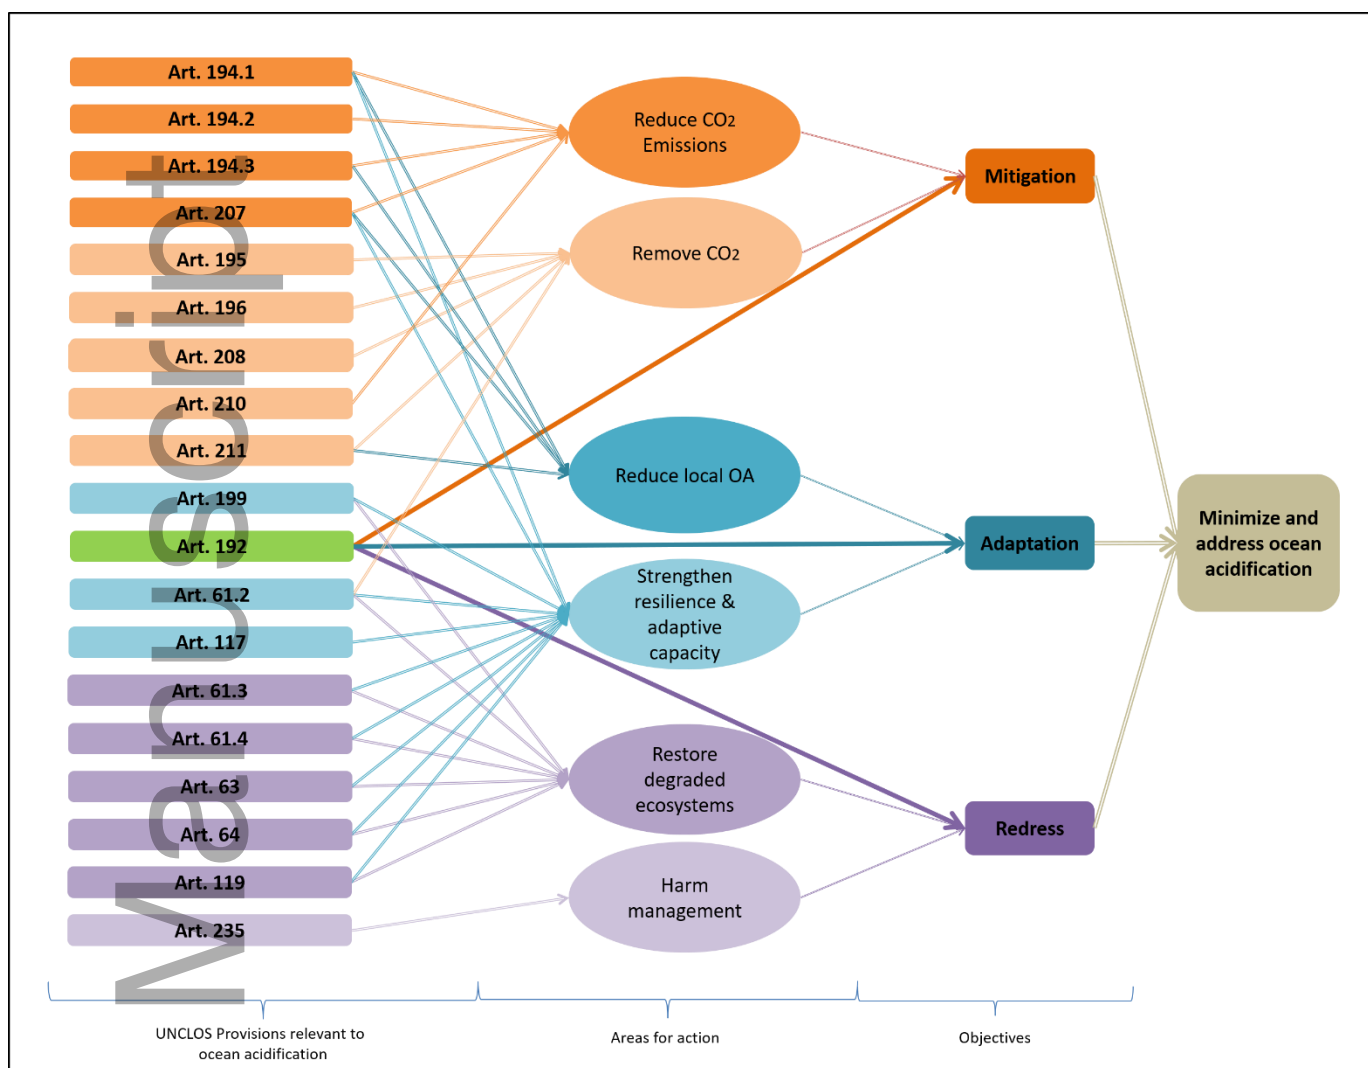 Art. 194.1
Art. 194.2
Art. 194.3
Art. 207
Art. 195
Art. 196
Art. 208
Art. 210
Art. 211
Art. 199
Art. 192
Art. 61.2
Art. 117
Art. 61.3
Art. 61.4
Art. 63
Art. 64
Art. 119
Art. 235
Manuscript
Reduce CO2
Emissions
Remove CO2
Reduce local OA
Strengthen
resilience &
adaptive
capacity
Restore
degraded
ecosystems
Harm
management
Mitigation
Adaptation
Redress
Minimize and
address ocean
acidification
UNCLOS Provisions relevant to
ocean acidification
Areas for action
Objectives